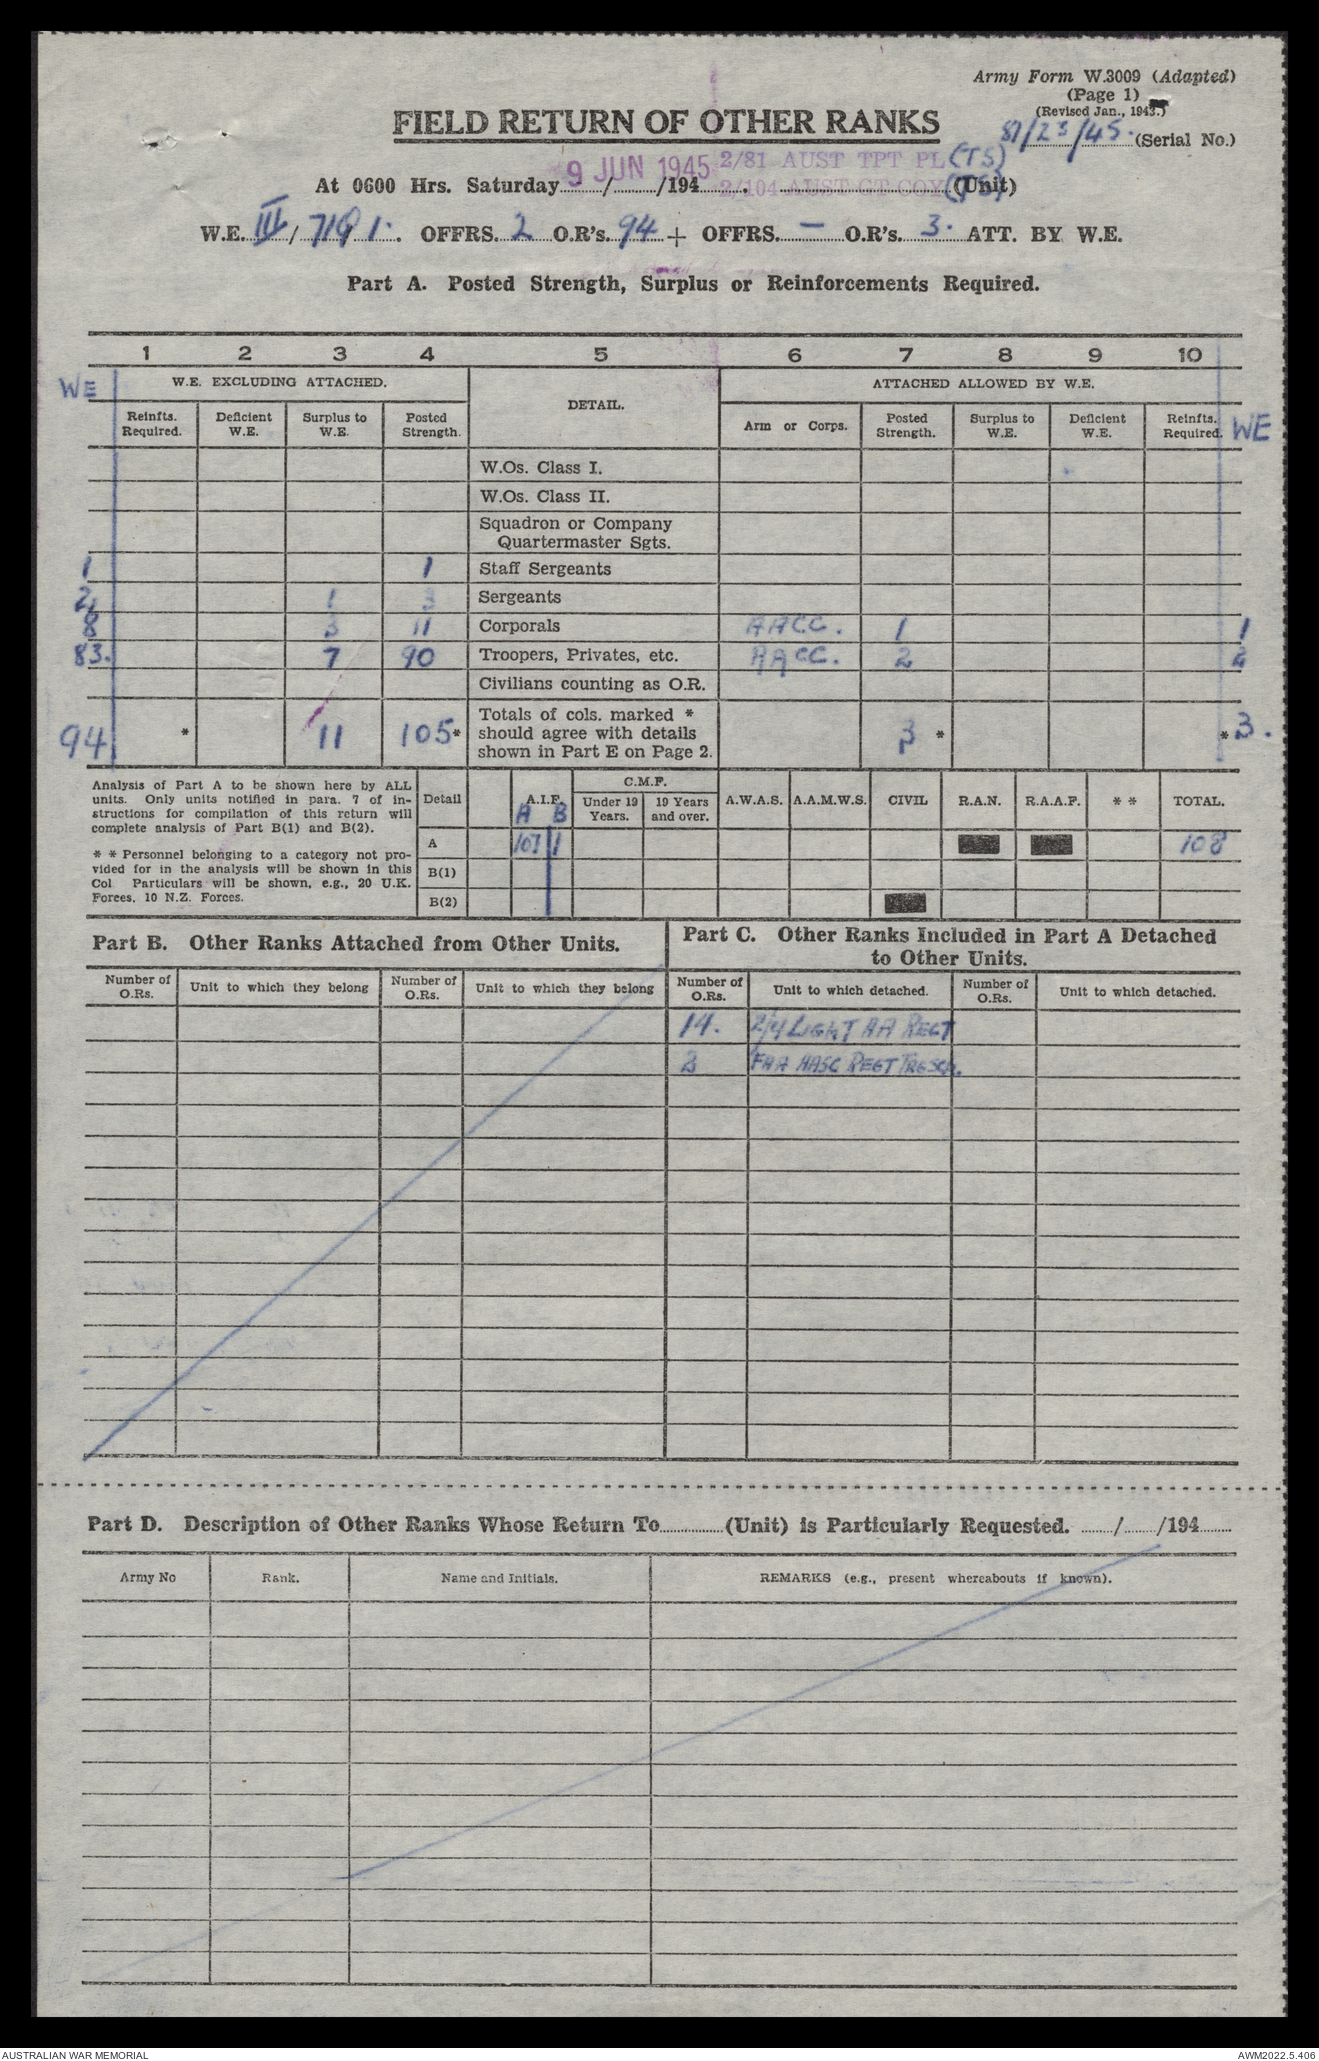 Army Form W.3009 (Adapted)
(Page 1)
(Revised Jan., 1943.)
FIELD RETURN OF OTHER RANKS
81/23/45. (Serial No.)
9 JUN 1945 2/81 AUST TPT PL (TS)
At 0600 Hrs. Saturday......../......../194........ 2/104 AUST GT COY (TS) (Unit)
W.E. III / 7191. OFFRS. 2 O.R's. 94 + OFFRS. — O.R's. 3. ATT. BY W.E.
Part A. Posted Strength, Surplus or Reinforcements Required.
1 2 3 4 5 6 7 8 9 10
WE W.E. EXCLUDING ATTACHED. DETAIL. ATTACHED ALLOWED BY W.E.
Reinfts. Required. Deficient W.E. Surplus to W.E. Posted Strength. Arm or Corps. Posted Strength. Surplus to W.E. Deficient W.E. Reinfts. Required. WE
W.Os. Class I.
W.Os. Class II.
Squadron or Company
Quartermaster Sgts.
1 1 Staff Sergeants
2 1 3 Sergeants
8 3 11 Corporals AACC. 1 1
83. 7 90 Troopers, Privates, etc. AACC. 2 2
Civilians counting as O.R.
Totals of cols. marked *
94 * 11 105* should agree with details 3 * * 3.
shown in Part E on Page 2.
Analysis of Part A to be shown here by ALL
units. Only units notified in para. 7 of in-
structions for compilation of this return will
complete analysis of Part B(1) and B(2).
* * Personnel belonging to a category not pro-
vided for in the analysis will be shown in this
Col Particulars will be shown, e.g., 20 U.K.
Forces, 10 N.Z. Forces.
Detail A.I.F. C.M.F. Under 19 Years. 19 Years and over. A.W.A.S. A.A.M.W.S. CIVIL R.A.N. R.A.A.F. * * TOTAL.
A B
A 107 1 108
B(1)
B(2)
Part B. Other Ranks Attached from Other Units.
Part C. Other Ranks Included in Part A Detached
to Other Units.
Number of O.Rs. Unit to which they belong Number of O.Rs. Unit to which they belong Number of O.Rs. Unit to which detached. Number of O.Rs. Unit to which detached.
14. 2/4 LIGHT AA REGT
2 AASC REGT
Part D. Description of Other Ranks Whose Return To............(Unit) is Particularly Requested. ......./......./194.......
Army No Rank. Name and Initials. REMARKS (e.g., present whereabouts if known).
AUSTRALIAN WAR MEMORIAL AWM2022.5.406